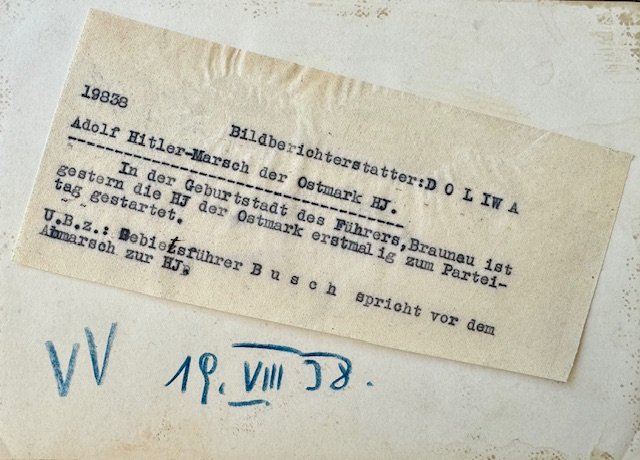 19838
Bildberichterstatter:D O L I W A
Adolf Hitler-Marsch der Ostmark HJ.
In der Geburtstadt des Führers,Braunau ist
gestern die HJ der Ostmark erstmalig zum Partei-
tag gestartet.
U.B.z.: Gebietsführer B u s c h spricht vor dem
Abmarsch zur HJ.
VV 19. VIII 38.